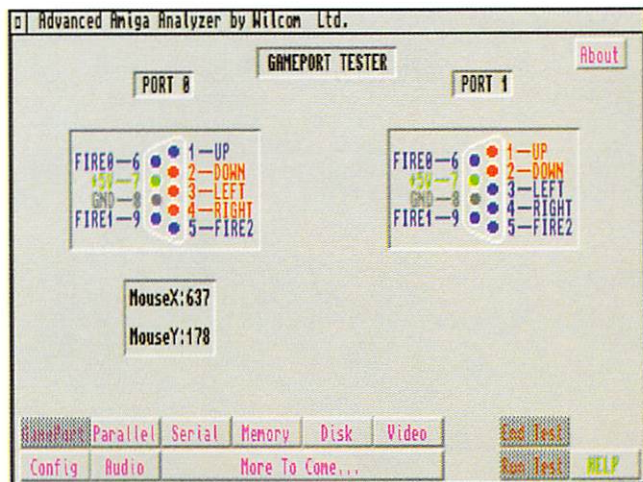 Advanced Amiga Analyzer by Wilcom Ltd.
GAMEPORT TESTER
About
PORT 0
PORT 1
FIRE0—6
+5V—7
GND—8
FIRE1—9
1—UP
2—DOWN
3—LEFT
4—RIGHT
5—FIRE2
FIRE0—6
+5V—7
GND—8
FIRE1—9
1—UP
2—DOWN
3—LEFT
4—RIGHT
5—FIRE2
MouseX:637
MouseY:178
GamePort Parallel Serial Memory Disk Video End Test
Config Audio More To Come... Run Test HELP